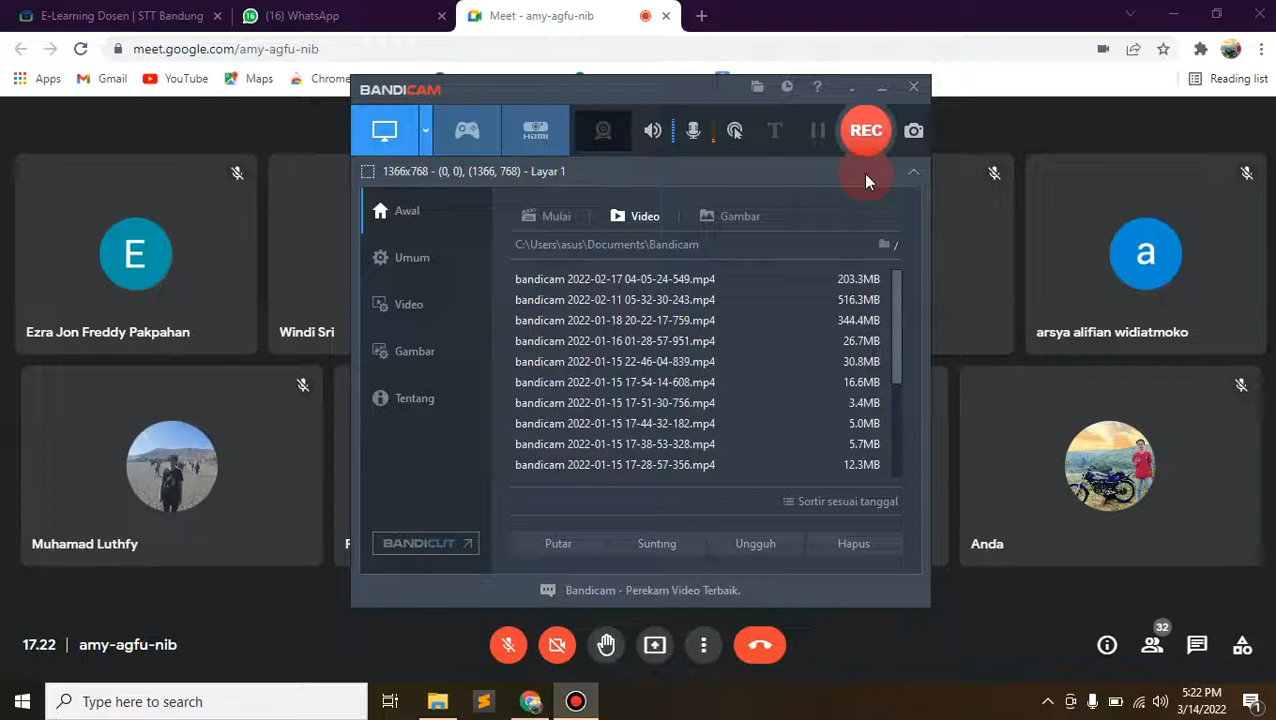 E-Learning Dosen | STT Bandung
(16) WhatsApp
Meet - amy-agfu-nib
meet.google.com/amy-agfu-nib
Apps
Gmail
YouTube
Maps
Chrome
Reading list
BANDICAM
HDMI
T
REC
1366x768 - (0, 0), (1366, 768) - Layar 1
Awal
Umum
Video
Gambar
Tentang
BANDICUT
Mulai
Video
Gambar
C:\Users\asus\Documents\Bandicam
/
bandicam 2022-02-17 04-05-24-549.mp4 203.3MB
bandicam 2022-02-11 05-32-30-243.mp4 516.3MB
bandicam 2022-01-18 20-22-17-759.mp4 344.4MB
bandicam 2022-01-16 01-28-57-951.mp4 26.7MB
bandicam 2022-01-15 22-46-04-839.mp4 30.8MB
bandicam 2022-01-15 17-54-14-608.mp4 16.6MB
bandicam 2022-01-15 17-51-30-756.mp4 3.4MB
bandicam 2022-01-15 17-44-32-182.mp4 5.0MB
bandicam 2022-01-15 17-38-53-328.mp4 5.7MB
bandicam 2022-01-15 17-28-57-356.mp4 12.3MB
Sortir sesuai tanggal
Putar
Sunting
Ungguh
Hapus
Bandicam - Perekam Video Terbaik.
E
Ezra Jon Freddy Pakpahan
Windi Sri
a
arsya alifian widiatmoko
Muhamad Luthfy
Anda
17.22 | amy-agfu-nib
32
Type here to search
5:22 PM
3/14/2022
1